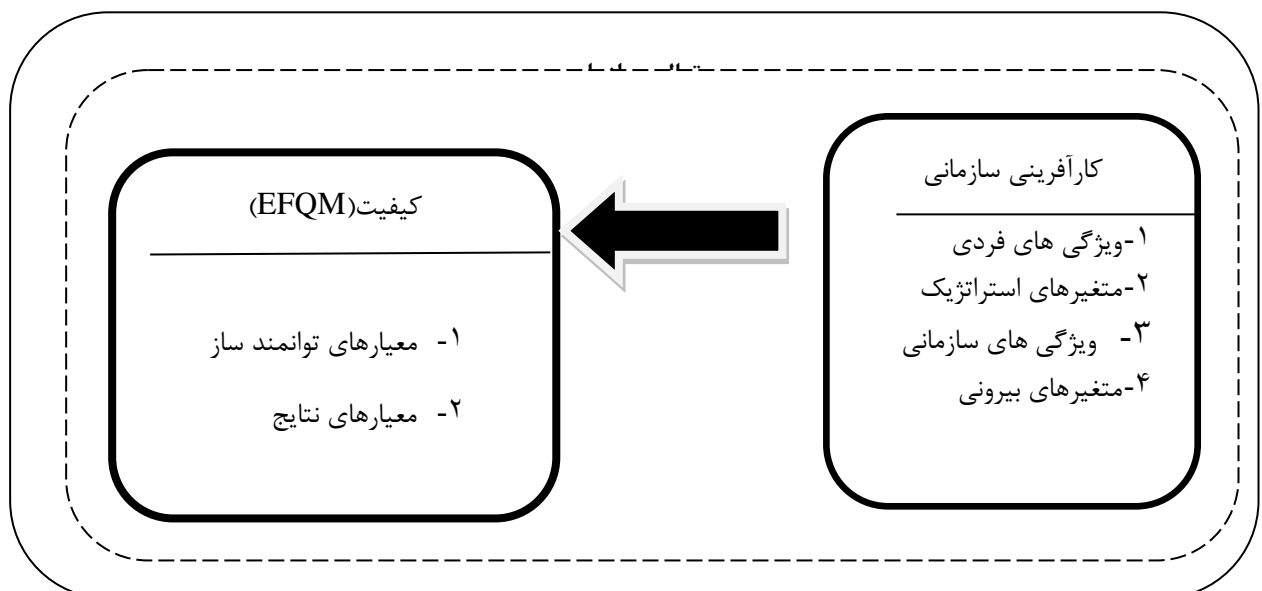 کارآفرینی سازمانی
۱-ویژگی های فردی
۲-متغیرهای استراتژیک
۳- ویژگی های سازمانی
۴-متغیرهای بیرونی
کیفیت(EFQM)
۱- معیارهای توانمند ساز
۲- معیارهای نتایج